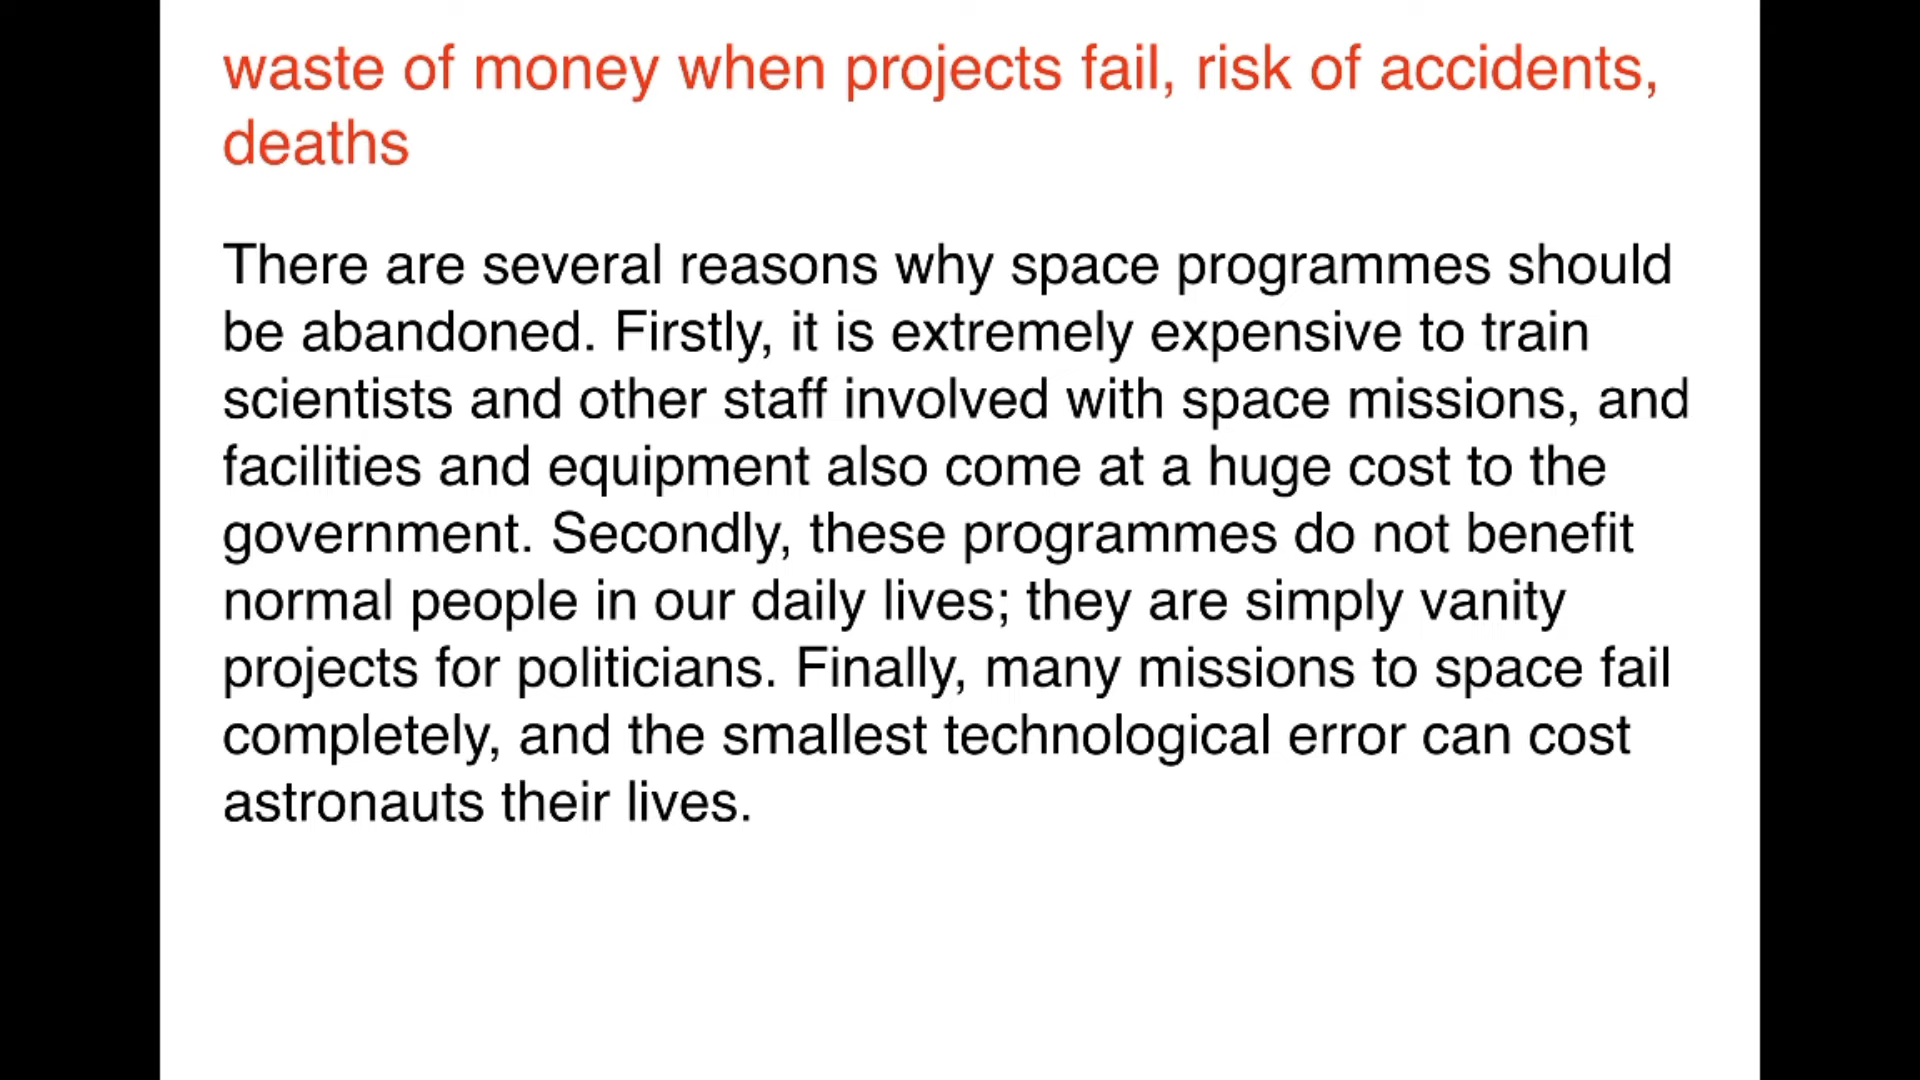 waste of money when projects fail, risk of accidents,
deaths
There are several reasons why space programmes should
be abandoned. Firstly, it is extremely expensive to train
scientists and other staff involved with space missions, and
facilities and equipment also come at a huge cost to the
government. Secondly, these programmes do not benefit
normal people in our daily lives; they are simply vanity
projects for politicians. Finally, many missions to space fail
completely, and the smallest technological error can cost
astronauts their lives.